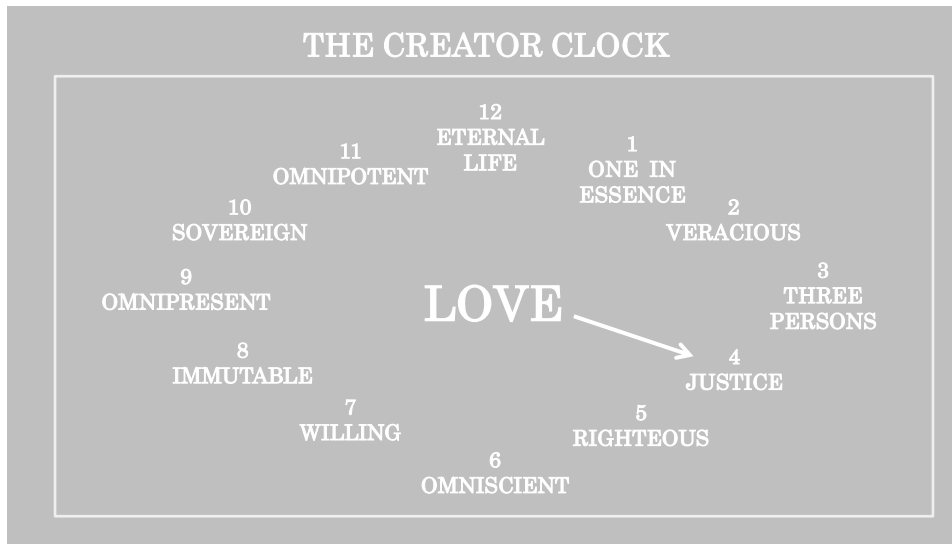 THE CREATOR CLOCK
12
ETERNAL
LIFE
1
ONE IN
ESSENCE
2
VERACIOUS
3
THREE
PERSONS
4
JUSTICE
5
RIGHTEOUS
6
OMNISCIENT
7
WILLING
8
IMMUTABLE
9
OMNIPRESENT
10
SOVEREIGN
11
OMNIPOTENT
LOVE